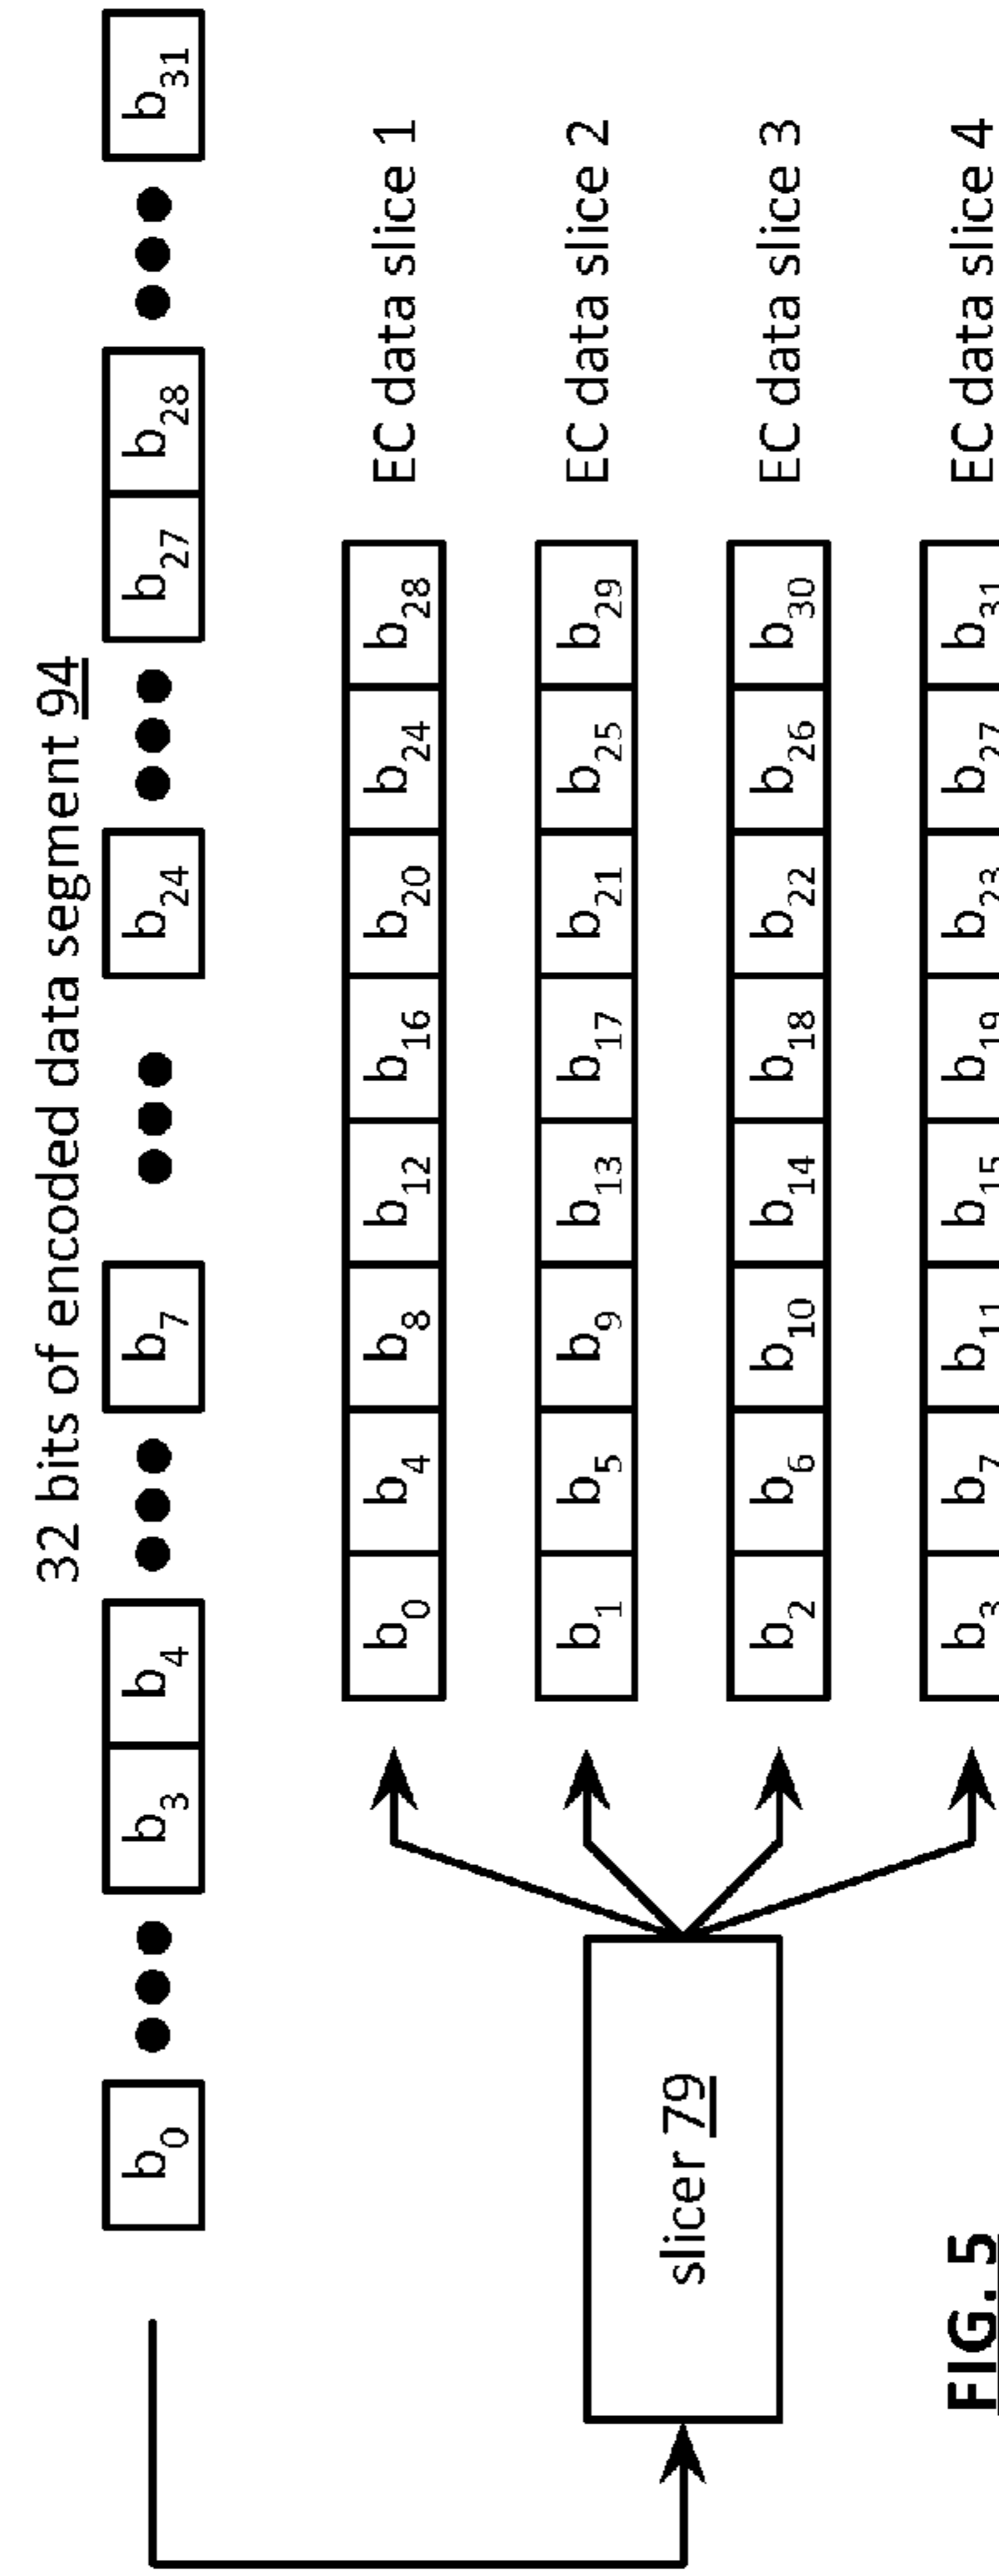 32 bits of encoded data segment 94
b0 ••• b3 b4 ••• b7 ••• b24 ••• b27 b28 ••• b31
b0 b4 b8 b12 b16 b20 b24 b28 EC data slice 1
b1 b5 b9 b13 b17 b21 b25 b29 EC data slice 2
slicer 79
b2 b6 b10 b14 b18 b22 b26 b30 EC data slice 3
b3 b7 b11 b15 b19 b23 b27 b31 EC data slice 4
FIG. 5